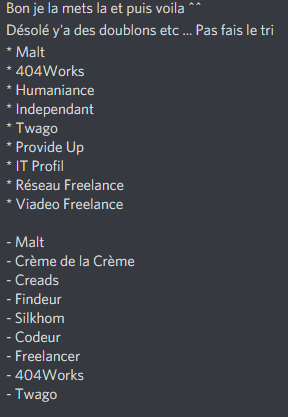 Bon je la mets la et puis voila ^^
Désolé y'a des doublons etc ... Pas fais le tri
* Malt
* 404Works
* Humaniance
* Independant
* Twago
* Provide Up
* IT Profil
* Réseau Freelance
* Viadeo Freelance

- Malt
- Crème de la Crème
- Creads
- Findeur
- Silkhom
- Codeur
- Freelancer
- 404Works
- Twago